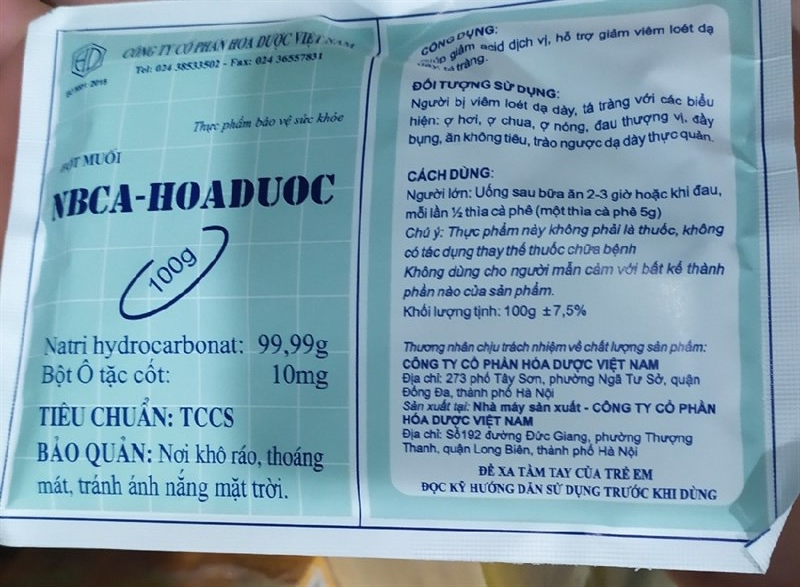 CÔNG TY CỔ PHẦN HÓA DƯỢC VIỆT NAM
Tel: 024 38533502 - Fax: 024 36557831
HD
9001: 2015
Thực phẩm bảo vệ sức khỏe
BỘT MUỐI
NBCA-HOADUOC
100g
Natri hydrocarbonat: 99,99g
Bột Ô tặc cốt: 10mg
TIÊU CHUẨN: TCCS
BẢO QUẢN: Nơi khô ráo, thoáng
mát, tránh ánh nắng mặt trời.
CÔNG DỤNG:
giúp giảm acid dịch vị, hỗ trợ giảm viêm loét dạ
dày, tá tràng.
ĐỐI TƯỢNG SỬ DỤNG:
Người bị viêm loét dạ dày, tá tràng với các biểu
hiện: ợ hơi, ợ chua, ợ nóng, đau thượng vị, đầy
bụng, ăn không tiêu, trào ngược dạ dày thực quản.
CÁCH DÙNG:
Người lớn: Uống sau bữa ăn 2-3 giờ hoặc khi đau,
mỗi lần ½ thìa cà phê (một thìa cà phê 5g)
Chú ý: Thực phẩm này không phải là thuốc, không
có tác dụng thay thế thuốc chữa bệnh
Không dùng cho người mẫn cảm với bất kể thành
phần nào của sản phẩm.
Khối lượng tịnh: 100g ±7,5%
Thương nhân chịu trách nhiệm về chất lượng sản phẩm:
CÔNG TY CỔ PHẦN HÓA DƯỢC VIỆT NAM
Địa chỉ: 273 phố Tây Sơn, phường Ngã Tư Sở, quận
Đống Đa, thành phố Hà Nội
Sản xuất tại: Nhà máy sản xuất - CÔNG TY CỔ PHẦN
HÓA DƯỢC VIỆT NAM
Địa chỉ: Số192 đường Đức Giang, phường Thượng
Thanh, quận Long Biên, thành phố Hà Nội
ĐỂ XA TẦM TAY CỦA TRẺ EM
ĐỌC KỸ HƯỚNG DẪN SỬ DỤNG TRƯỚC KHI DÙNG